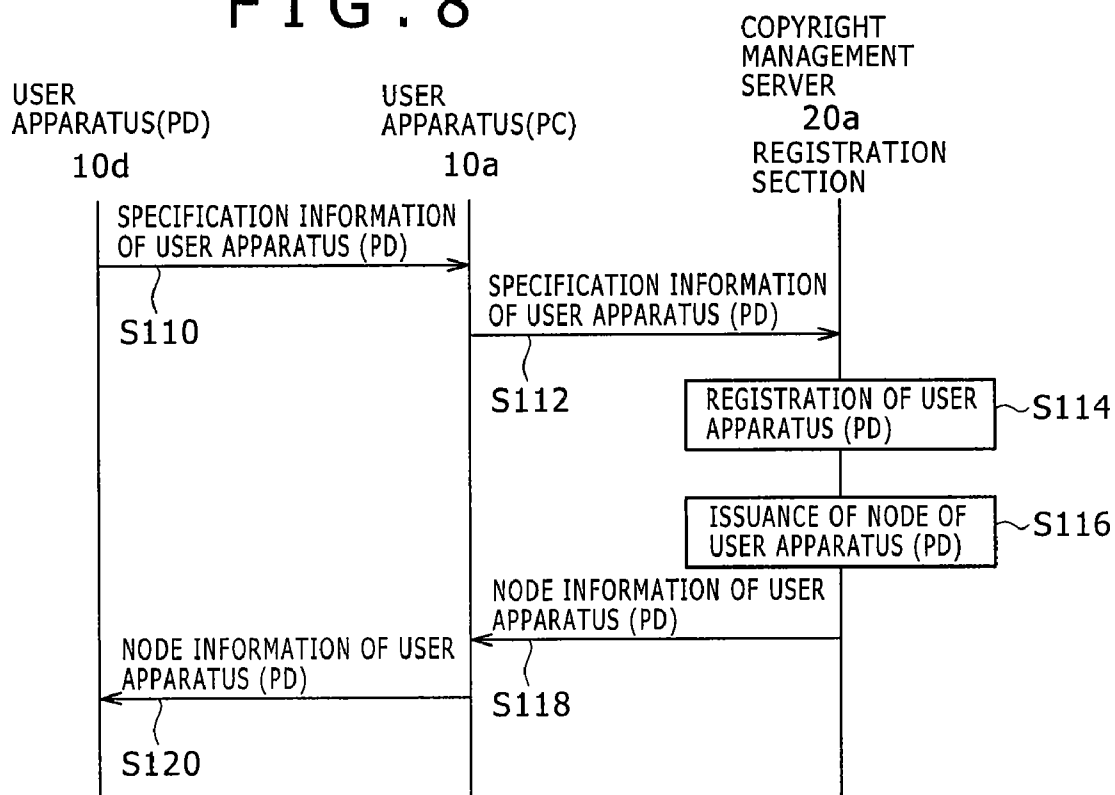 FIG.8
USER
APPARATUS(PD)
10d
USER
APPARATUS(PC)
10a
COPYRIGHT
MANAGEMENT
SERVER
20a
REGISTRATION
SECTION
SPECIFICATION INFORMATION
OF USER APPARATUS (PD)
S110
SPECIFICATION INFORMATION
OF USER APPARATUS (PD)
S112
REGISTRATION OF USER
APPARATUS (PD)
S114
ISSUANCE OF NODE OF
USER APPARATUS (PD)
S116
NODE INFORMATION OF USER
APPARATUS (PD)
S118
NODE INFORMATION OF USER
APPARATUS (PD)
S120